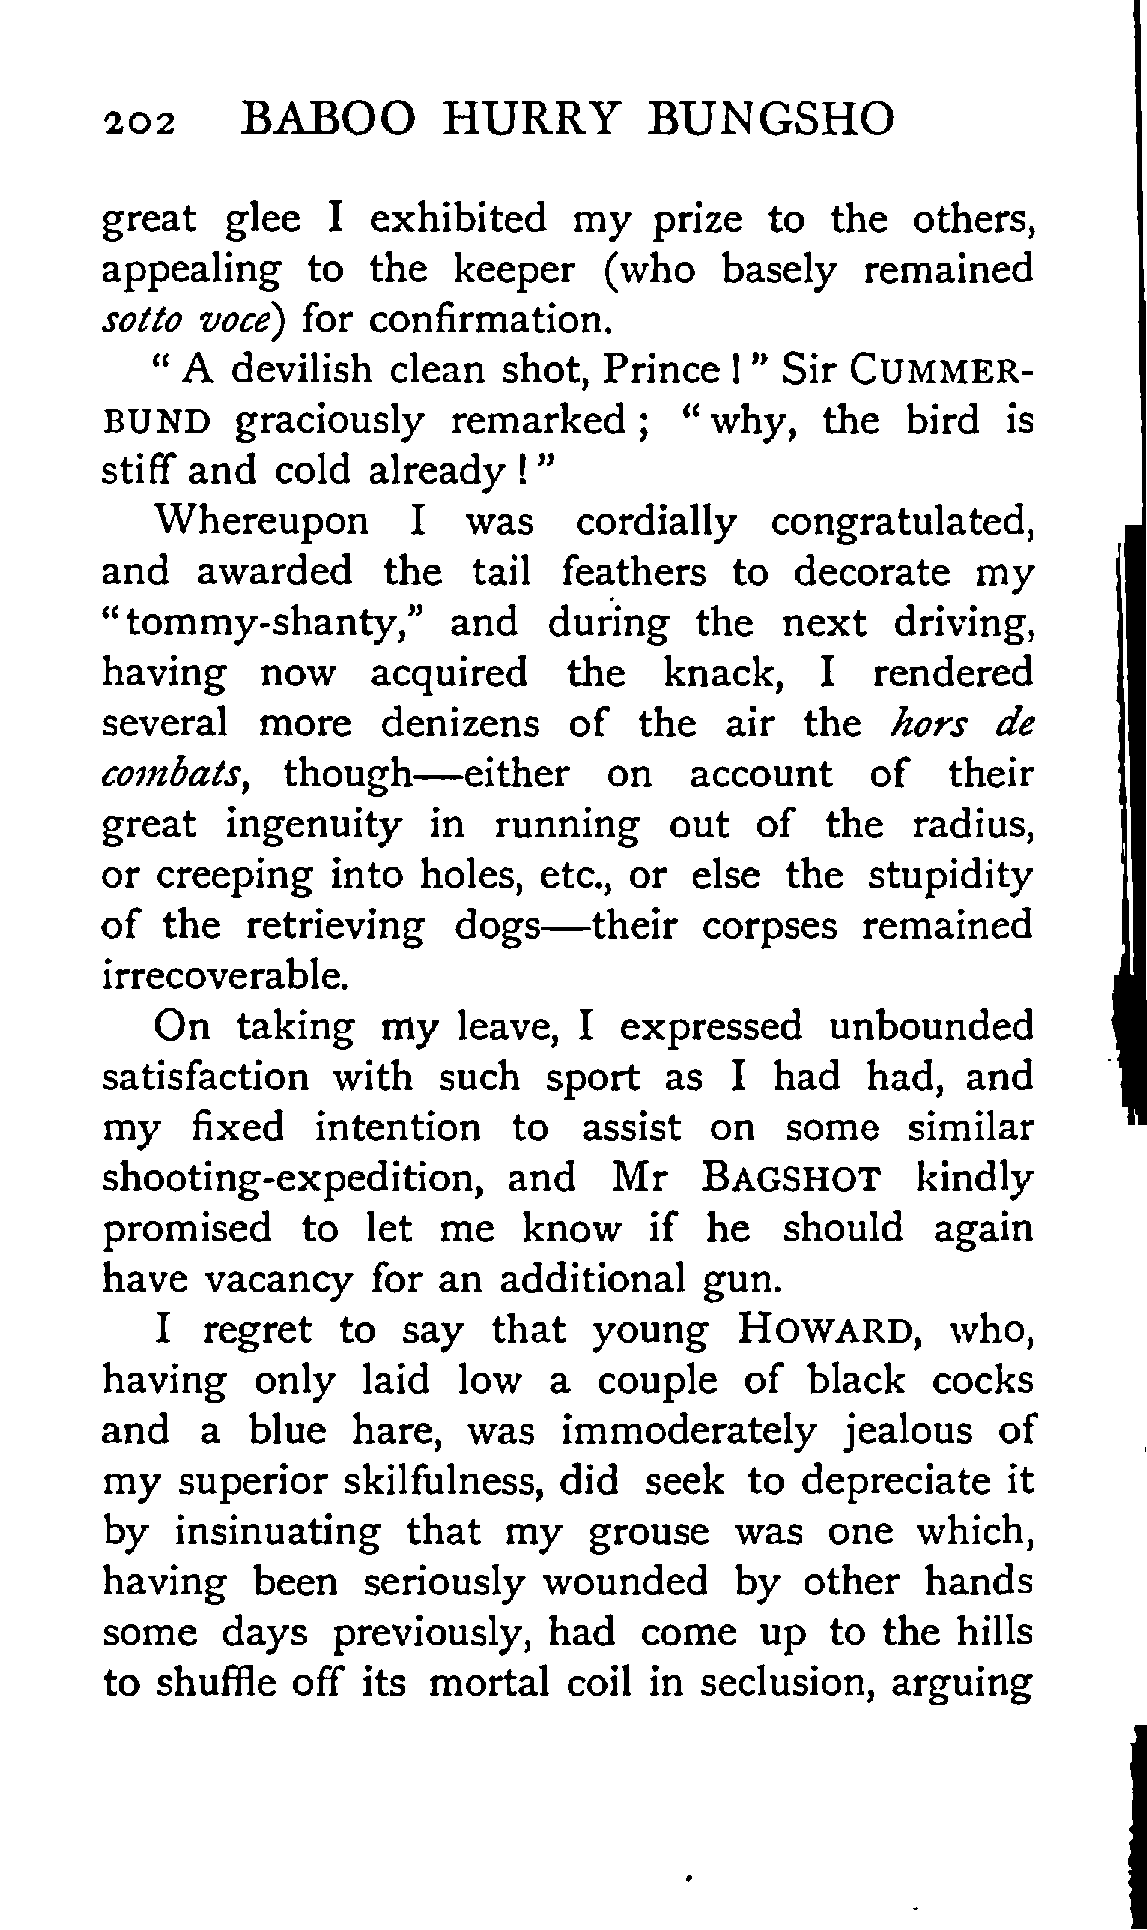 202 BABOO HURRY BUNGSHO
great glee I exhibited my prize to the others,
appealing to the keeper (who basely remained
sotto voce) for confirmation.
“ A devilish clean shot, Prince ! ” Sir CUMMER-
BUND graciously remarked ; “ why, the bird is
stiff and cold already ! ”
Whereupon I was cordially congratulated,
and awarded the tail feathers to decorate my
“tommy-shanty,” and during the next driving,
having now acquired the knack, I rendered
several more denizens of the air the hors de
combats, though—either on account of their
great ingenuity in running out of the radius,
or creeping into holes, etc., or else the stupidity
of the retrieving dogs—their corpses remained
irrecoverable.
On taking my leave, I expressed unbounded
satisfaction with such sport as I had had, and
my fixed intention to assist on some similar
shooting-expedition, and Mr BAGSHOT kindly
promised to let me know if he should again
have vacancy for an additional gun.
I regret to say that young HOWARD, who,
having only laid low a couple of black cocks
and a blue hare, was immoderately jealous of
my superior skilfulness, did seek to depreciate it
by insinuating that my grouse was one which,
having been seriously wounded by other hands
some days previously, had come up to the hills
to shuffle off its mortal coil in seclusion, arguing